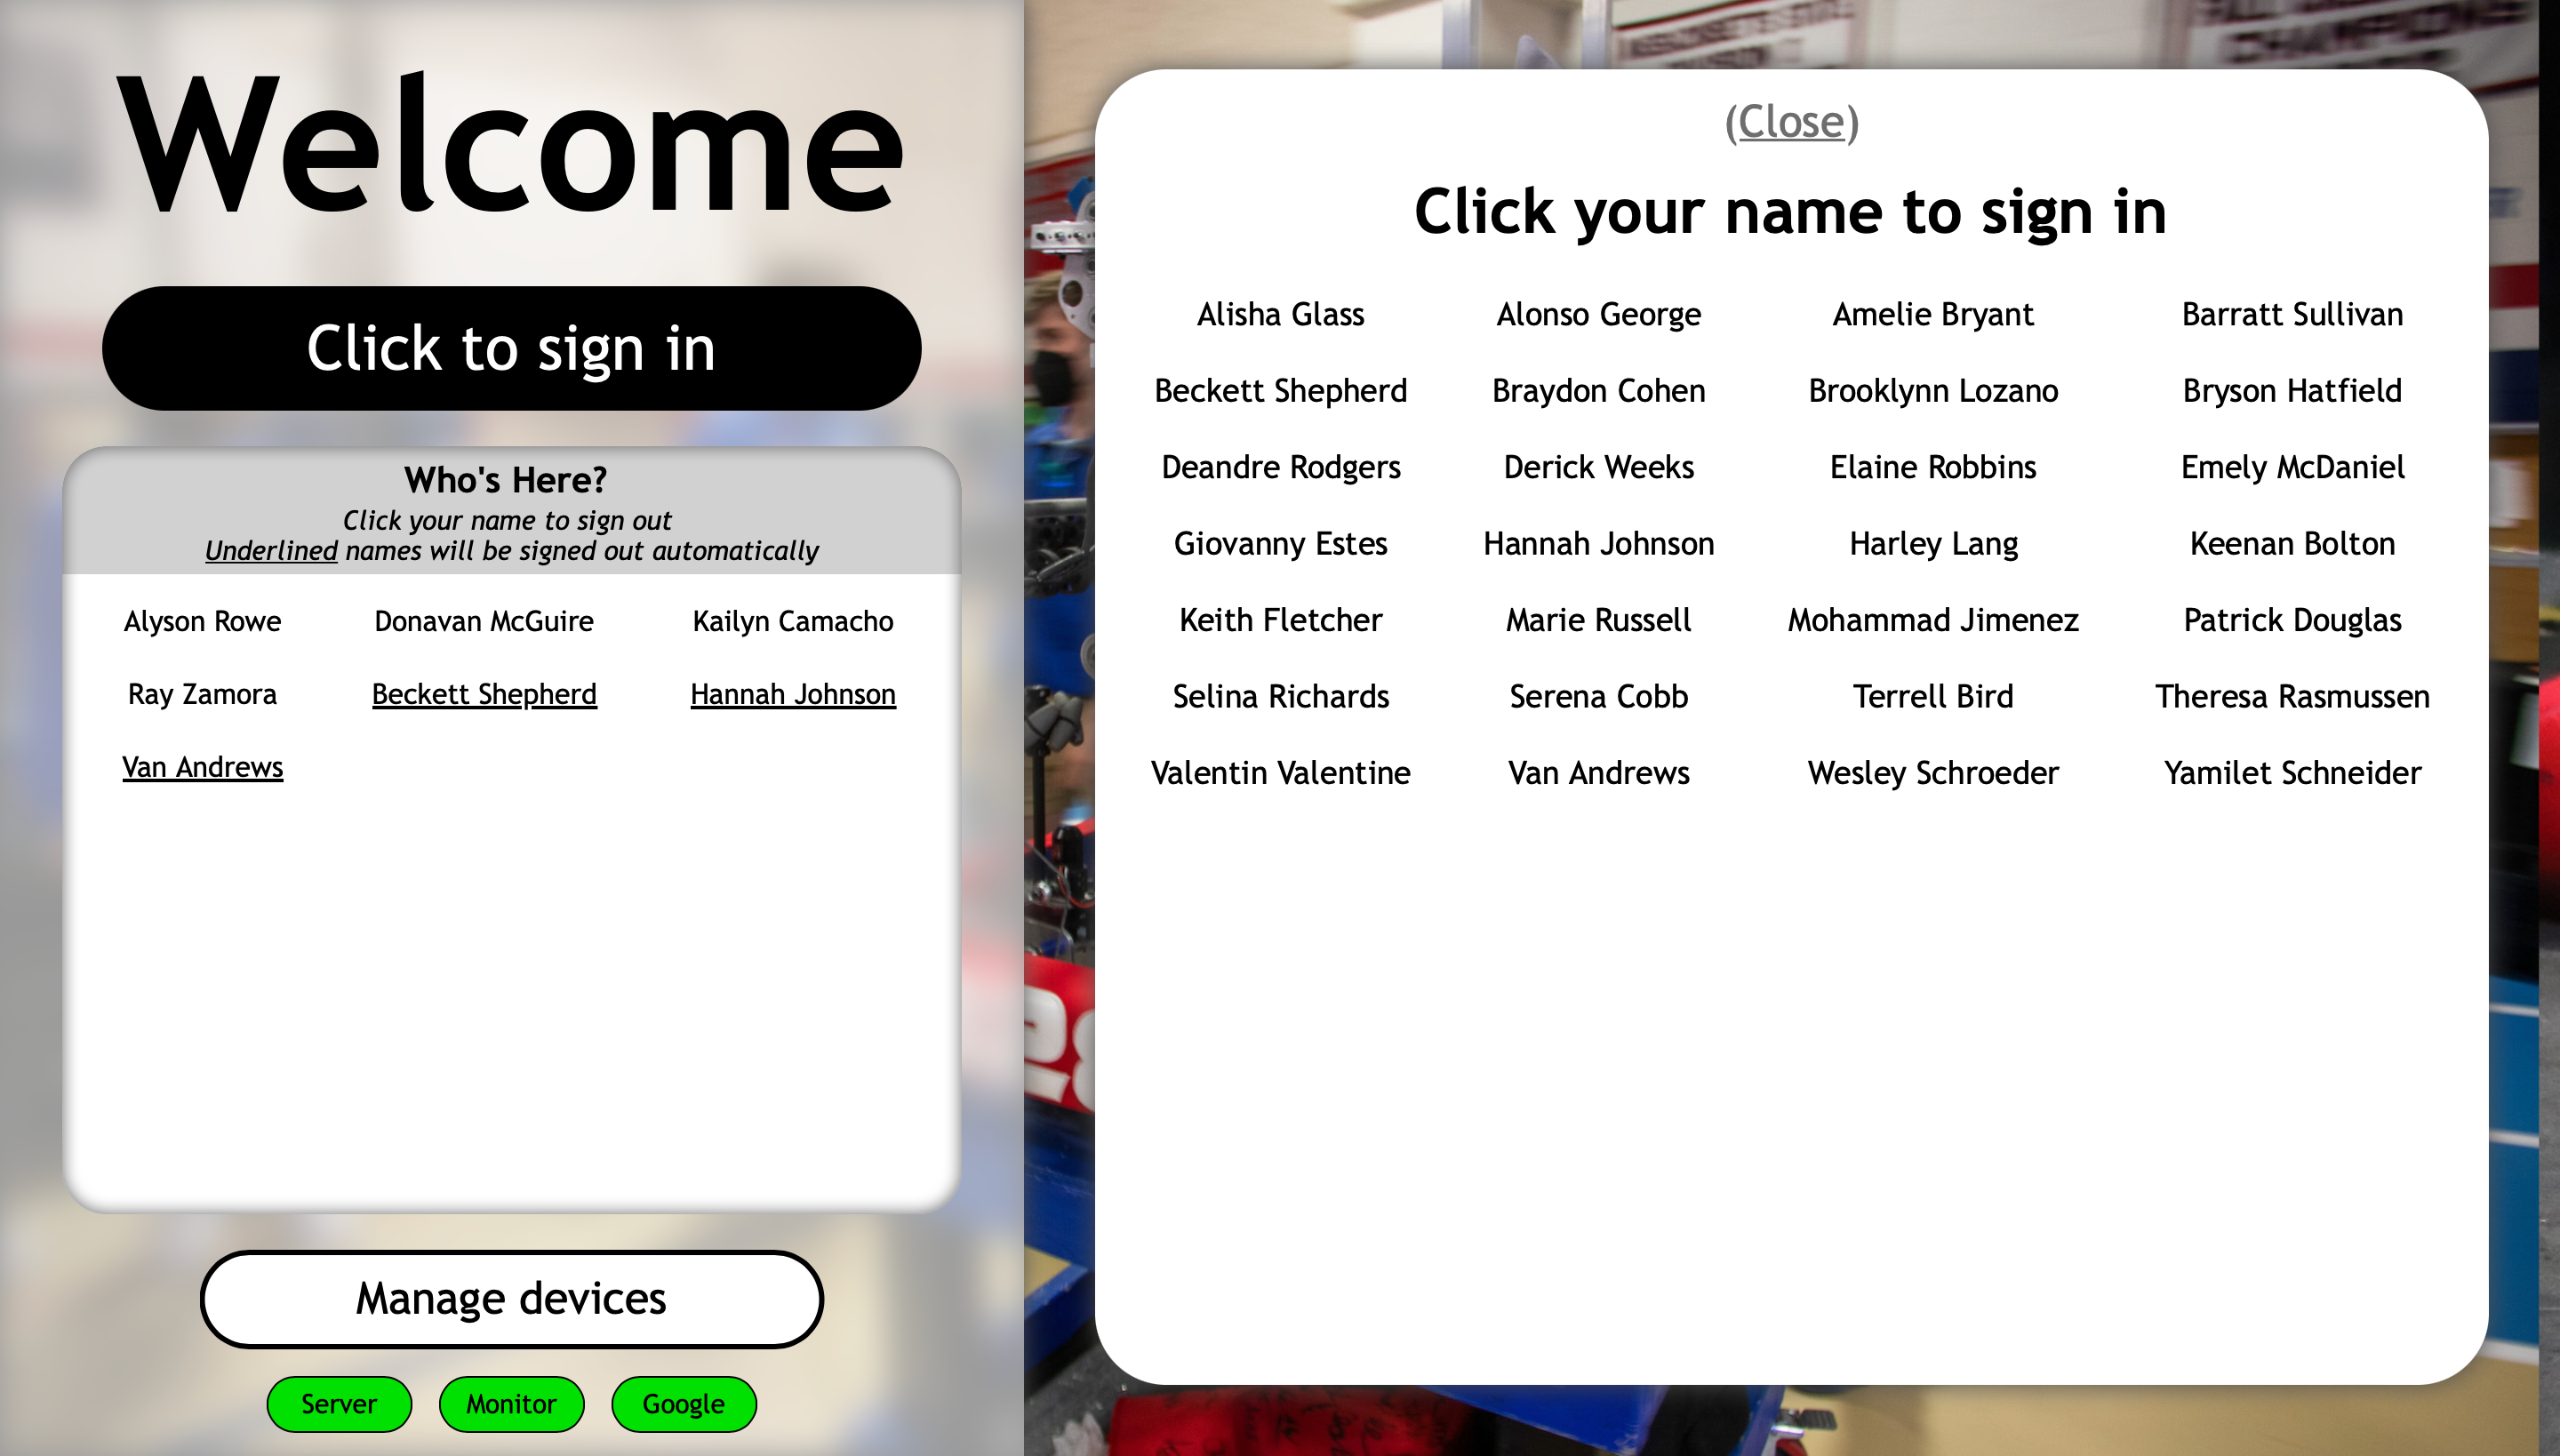 Welcome
Click to sign in
Who's Here?
Click your name to sign out
Underlined names will be signed out automatically
Alyson Rowe Donavan McGuire Kailyn Camacho
Ray Zamora Beckett Shepherd Hannah Johnson
Van Andrews
Manage devices
Server Monitor Google
(Close)
Click your name to sign in
Alisha Glass Alonso George Amelie Bryant Barratt Sullivan
Beckett Shepherd Braydon Cohen Brooklynn Lozano Bryson Hatfield
Deandre Rodgers Derick Weeks Elaine Robbins Emely McDaniel
Giovanny Estes Hannah Johnson Harley Lang Keenan Bolton
Keith Fletcher Marie Russell Mohammad Jimenez Patrick Douglas
Selina Richards Serena Cobb Terrell Bird Theresa Rasmussen
Valentin Valentine Van Andrews Wesley Schroeder Yamilet Schneider